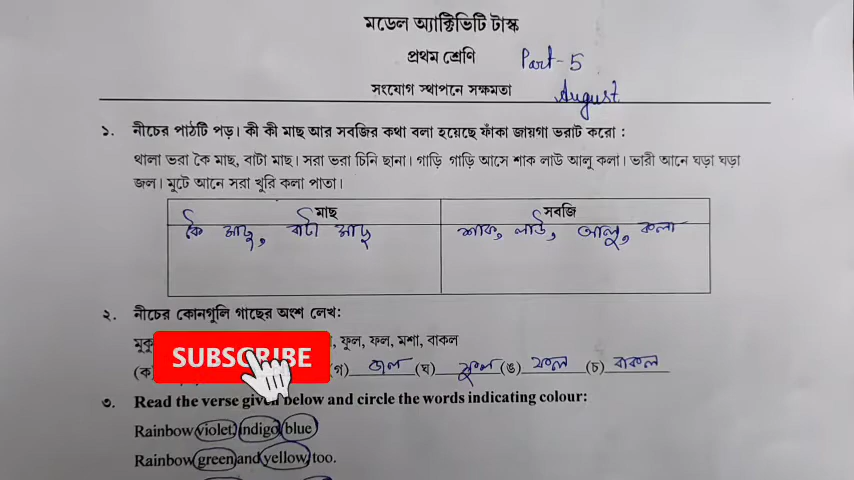 মডেল অ্যাক্টিভিটি টাস্ক
প্রথম শ্রেণি Part-5
সংযোগ স্থাপনে সক্ষমতা August
১. নীচের পাঠটি পড়। কী কী মাছ আর সবজির কথা বলা হয়েছে ফাঁকা জায়গা ভরাট করো :
থালা ভরা কৈ মাছ, বাটা মাছ। সরা ভরা চিনি ছানা। গাড়ি গাড়ি আসে শাক লাউ আলু কলা। ভারী আনে ঘড়া ঘড়া
জল। মুটে আনে সরা খুরি কলা পাতা।
মাছ সবজি
কৈ মাছ, বাটা মাছ শাক, লাউ, আলু, কলা
২. নীচের কোনগুলি গাছের অংশ লেখ:
মুকু , ফুল, ফল, মশা, বাকল
SUBSCRIBE
(ক) (গ) (ঘ) ফুল (ঙ) ফল (চ) বাকল
৩. Read the verse given below and circle the words indicating colour:
Rainbow violet, indigo blue
Rainbow green and yellow, too.